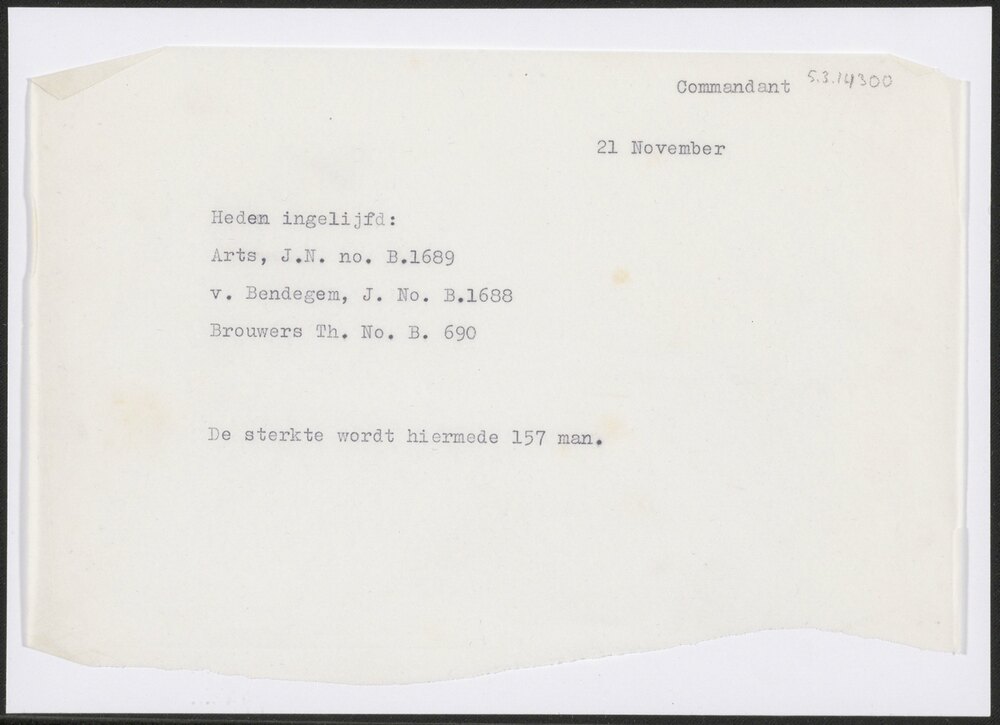 Commandant 5.3.14300
21 November
Heden ingelijfd:
Arts, J.N. no. B.1689
v. Bendegem, J. No. B.1688
Brouwers Th. No. B. 690
De sterkte wordt hiermede 157 man.